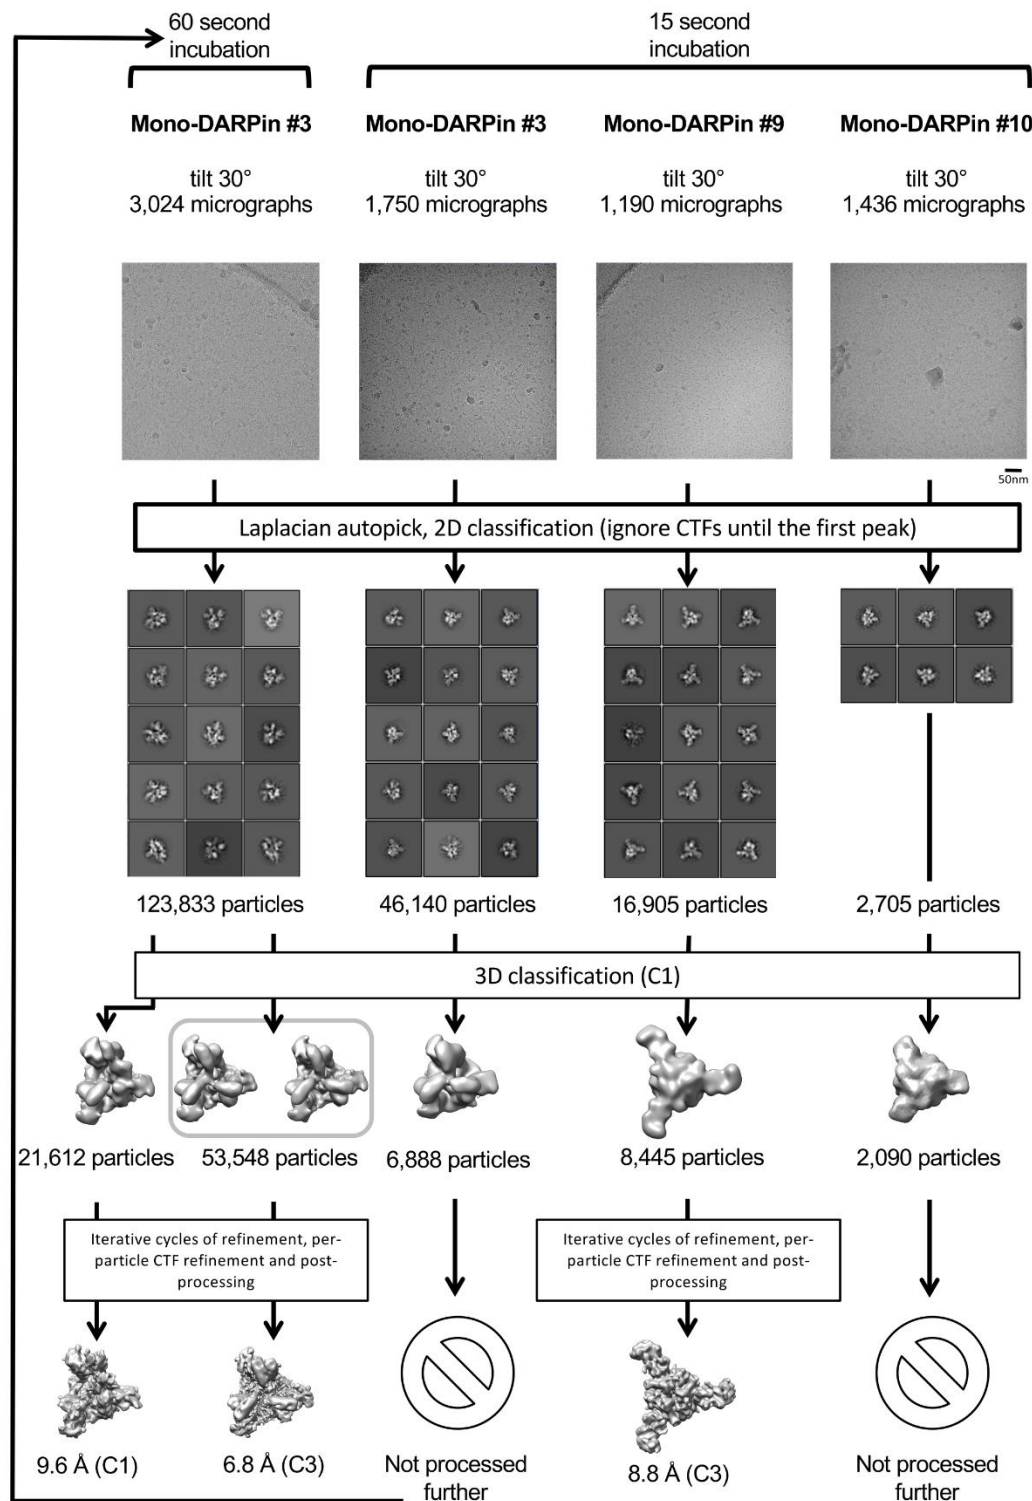 60 second
incubation
15 second
incubation
Mono-DARPin #3
Mono-DARPin #3
Mono-DARPin #9
Mono-DARPin #10
tilt 30°
3,024 micrographs
tilt 30°
1,750 micrographs
tilt 30°
1,190 micrographs
tilt 30°
1,436 micrographs
50nm
Laplacian autopick, 2D classification (ignore CTFs until the first peak)
123,833 particles
46,140 particles
16,905 particles
2,705 particles
3D classification (C1)
21,612 particles
53,548 particles
6,888 particles
8,445 particles
2,090 particles
Iterative cycles of refinement, per-
particle CTF refinement and post-
processing
Iterative cycles of refinement, per-
particle CTF refinement and post-
processing
9.6 Å (C1)
6.8 Å (C3)
Not processed
further
8.8 Å (C3)
Not processed
further